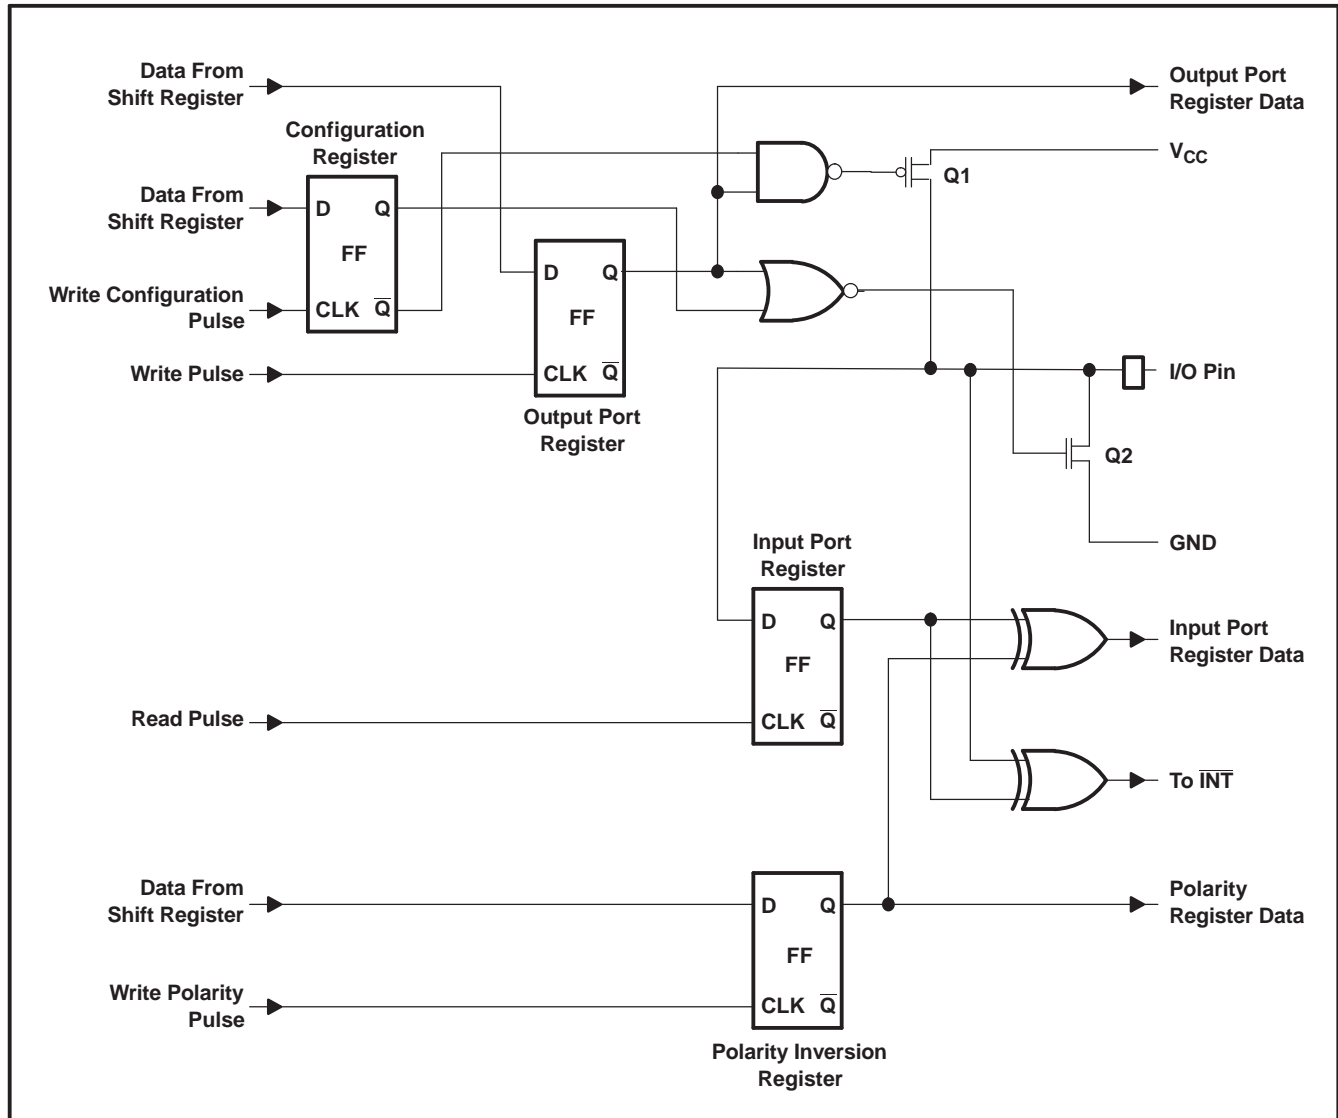 Data From
Shift Register
Output Port
Register Data
Configuration
Register
V_CC
Q1
Data From
Shift Register
D Q
FF
CLK Q̅
Write Configuration
Pulse
D Q
FF
CLK Q̅
Write Pulse
I/O Pin
Output Port
Register
Q2
GND
Input Port
Register
D Q
FF
CLK Q̅
Input Port
Register Data
Read Pulse
To I̅N̅T̅
Data From
Shift Register
D Q
FF
CLK Q̅
Polarity
Register Data
Write Polarity
Pulse
Polarity Inversion
Register